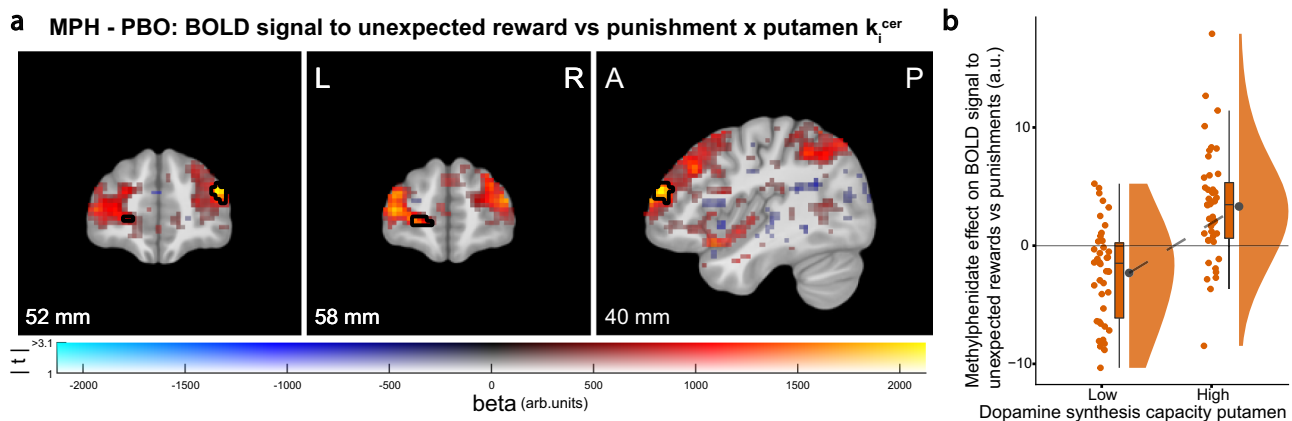 a MPH - PBO: BOLD signal to unexpected reward vs punishment x putamen k_i^cer
L R A P
52 mm 58 mm 40 mm
| t |
>3.1
1
-2000 -1500 -1000 -500 0 500 1000 1500 2000
beta (arb.units)
b
Methylphenidate effect on BOLD signal to
unexpected rewards vs punishments (a.u.)
10
0
−10
Low High
Dopamine synthesis capacity putamen